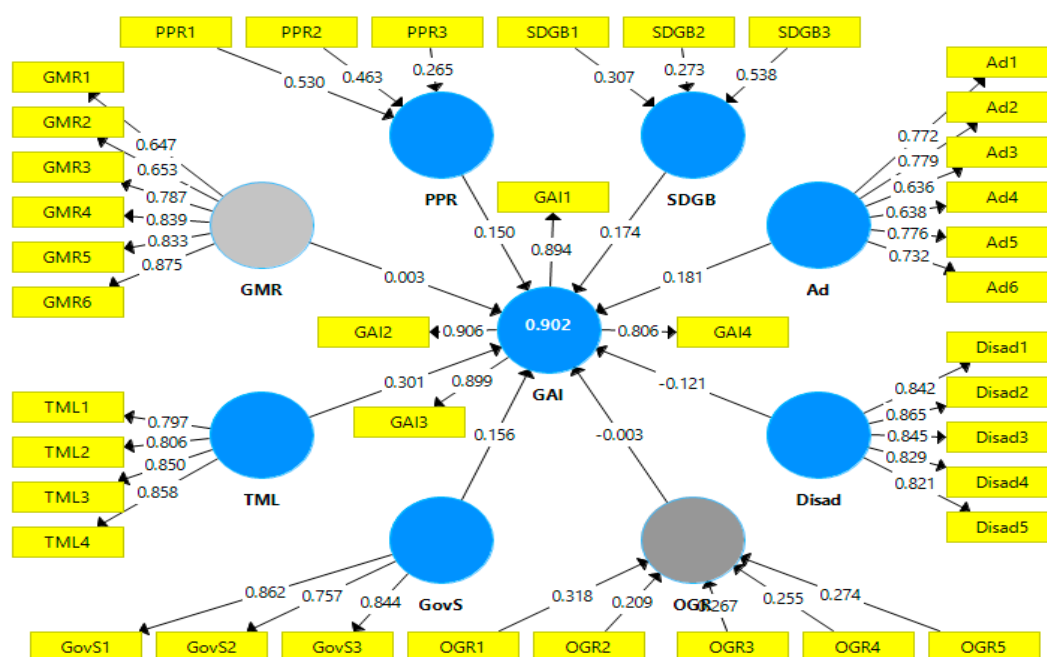 PPR1
PPR2
PPR3
SDGB1
SDGB2
SDGB3
0.530
0.463
0.265
0.307
0.273
0.538
GMR1
GMR2
GMR3
GMR4
GMR5
GMR6
0.647
0.653
0.787
0.839
0.833
0.875
GMR
PPR
SDGB
Ad1
Ad2
Ad3
Ad4
Ad5
Ad6
0.772
0.779
0.636
0.638
0.776
0.732
Ad
GAI1
0.894
0.150
0.174
0.003
0.181
GAI2
0.906
0.902
0.806
GAI4
GAI
0.899
GAI3
0.301
-0.121
0.156
-0.003
TML1
TML2
TML3
TML4
0.797
0.806
0.850
0.858
TML
Disad1
Disad2
Disad3
Disad4
Disad5
0.842
0.865
0.845
0.829
0.821
Disad
GovS
OGR
0.862
0.757
0.844
0.318
0.209
0.267
0.255
0.274
GovS1
GovS2
GovS3
OGR1
OGR2
OGR3
OGR4
OGR5